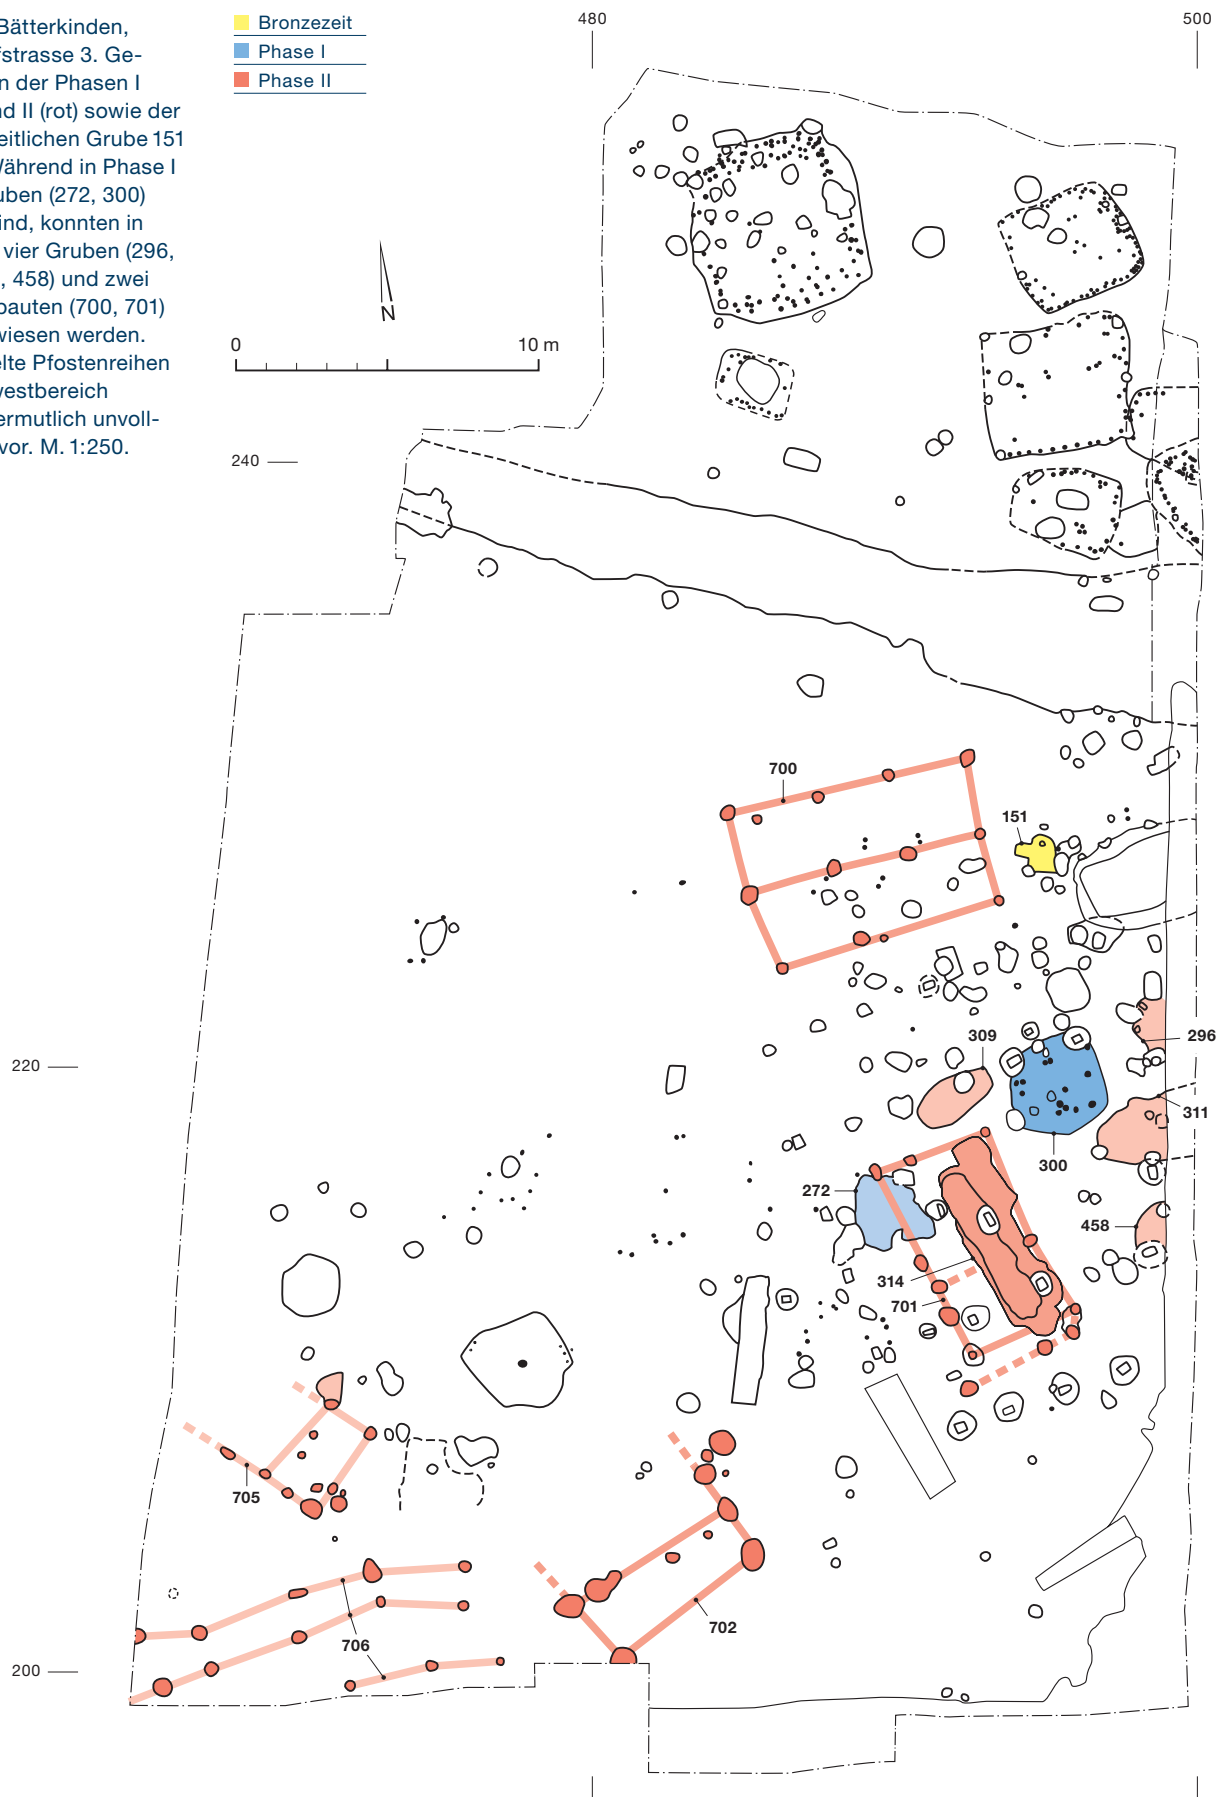 Bätterkinden,
fstrasse 3. Ge-
n der Phasen I
nd II (rot) sowie der
eitlichen Grube 151
Während in Phase I
uben (272, 300)
ind, konnten in
vier Gruben (296,
, 458) und zwei
bauten (700, 701)
wiesen werden.
elte Pfostenreihen
westbereich
ermutlich unvoll-
vor. M. 1:250.
Bronzezeit
Phase I
Phase II
480
500
N
0
10 m
240
700
151
309
296
220
311
300
272
458
314
701
705
706
702
200